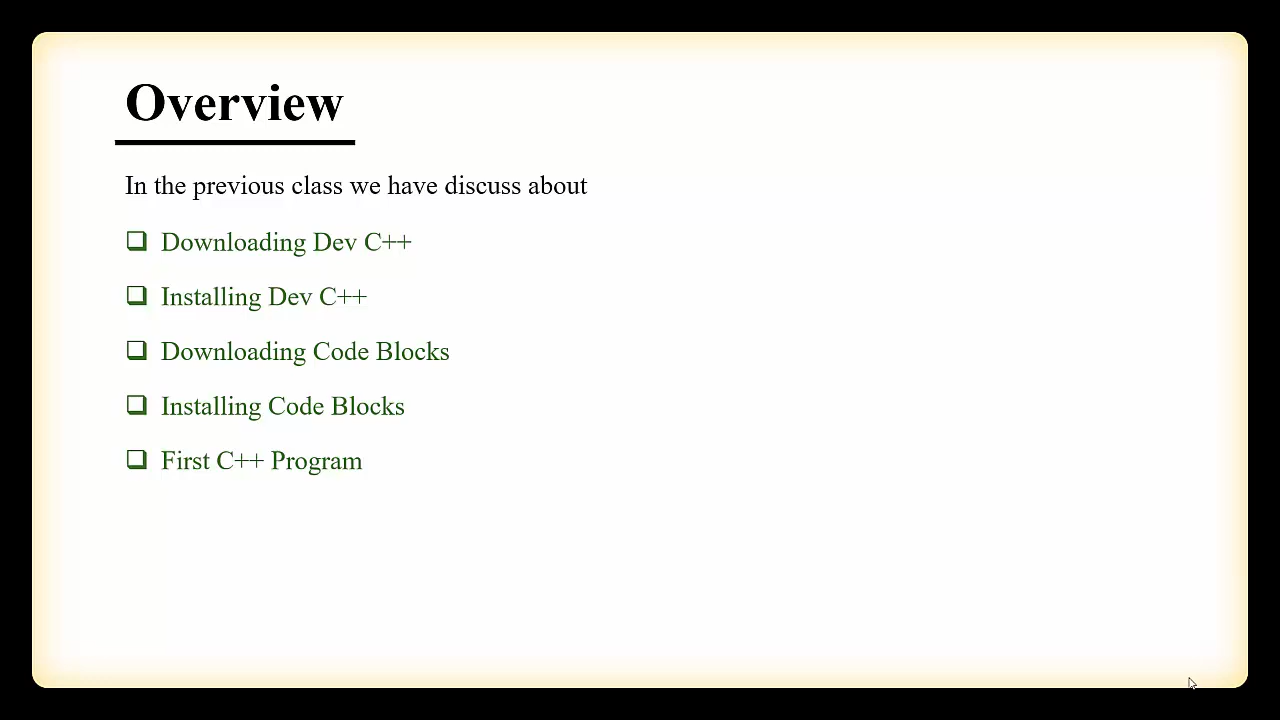 Overview
In the previous class we have discuss about
❑ Downloading Dev C++
❑ Installing Dev C++
❑ Downloading Code Blocks
❑ Installing Code Blocks
❑ First C++ Program